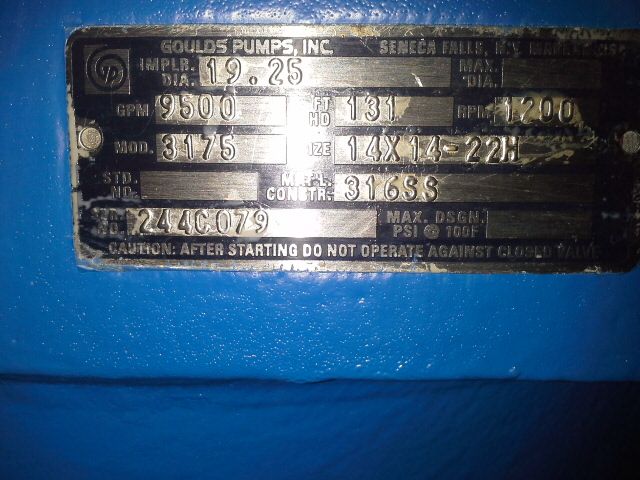 GOULDS PUMPS, INC. SENECA FALLS, N.Y.
IMPLR. DIA. 19.25 MAX. DIA.
GPM 9500 FT HD 131 RPM 1200
MOD. 3175 SIZE 14X14-22H
STD. NO. MAT'L. CONSTR. 316SS
244C079 MAX. DSGN. PSI @ 100F
CAUTION: AFTER STARTING DO NOT OPERATE AGAINST CLOSED VALVE